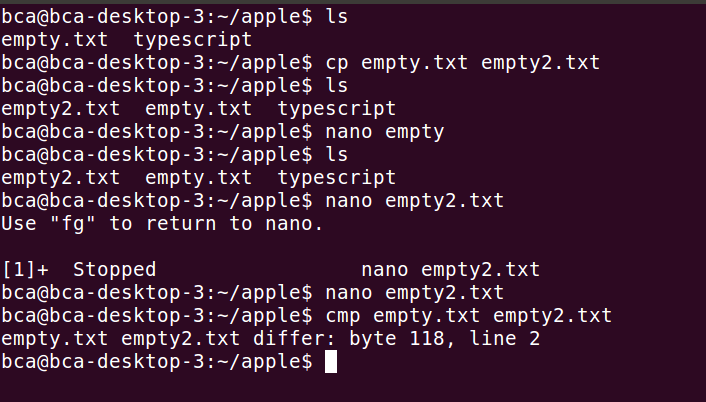 bca@bca-desktop-3:~/apple$ ls
empty.txt  typescript
bca@bca-desktop-3:~/apple$ cp empty.txt empty2.txt
bca@bca-desktop-3:~/apple$ ls
empty2.txt  empty.txt  typescript
bca@bca-desktop-3:~/apple$ nano empty
bca@bca-desktop-3:~/apple$ ls
empty2.txt  empty.txt  typescript
bca@bca-desktop-3:~/apple$ nano empty2.txt
Use "fg" to return to nano.

[1]+  Stopped                 nano empty2.txt
bca@bca-desktop-3:~/apple$ nano empty2.txt
bca@bca-desktop-3:~/apple$ cmp empty.txt empty2.txt
empty.txt empty2.txt differ: byte 118, line 2
bca@bca-desktop-3:~/apple$